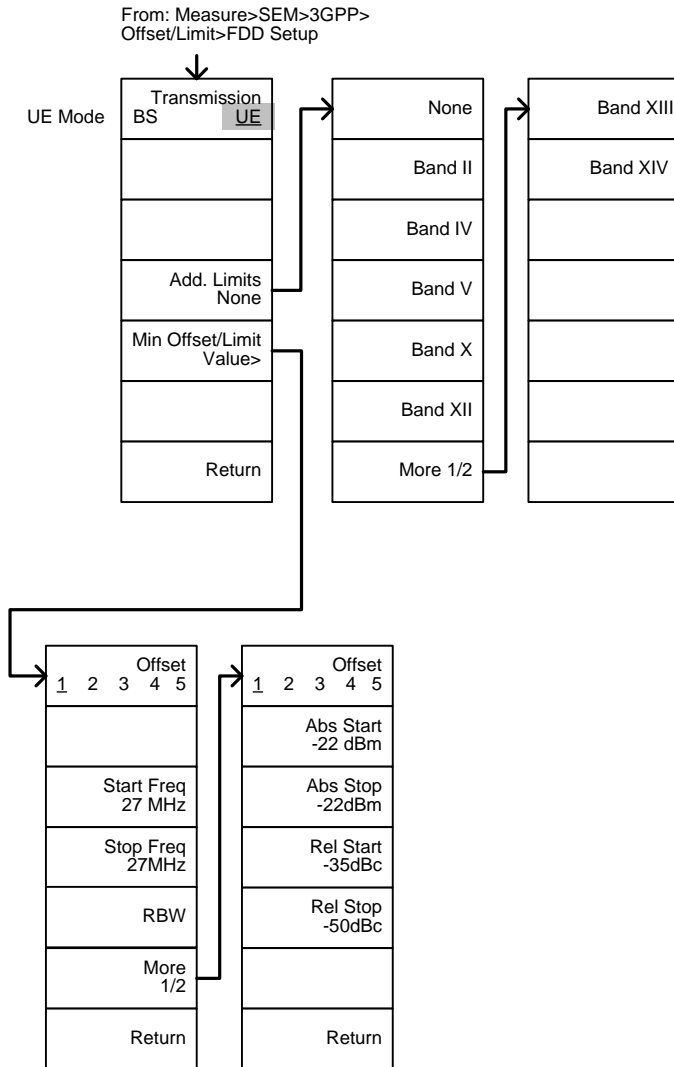 From: Measure>SEM>3GPP>
Offset/Limit>FDD Setup
UE Mode
Transmission
BS UE
Add. Limits
None
Min Offset/Limit
Value>
Return
None
Band II
Band IV
Band V
Band X
Band XII
More 1/2
Band XIII
Band XIV
Offset
1 2 3 4 5
Start Freq
27 MHz
Stop Freq
27MHz
RBW
More
1/2
Return
Offset
1 2 3 4 5
Abs Start
-22 dBm
Abs Stop
-22dBm
Rel Start
-35dBc
Rel Stop
-50dBc
Return